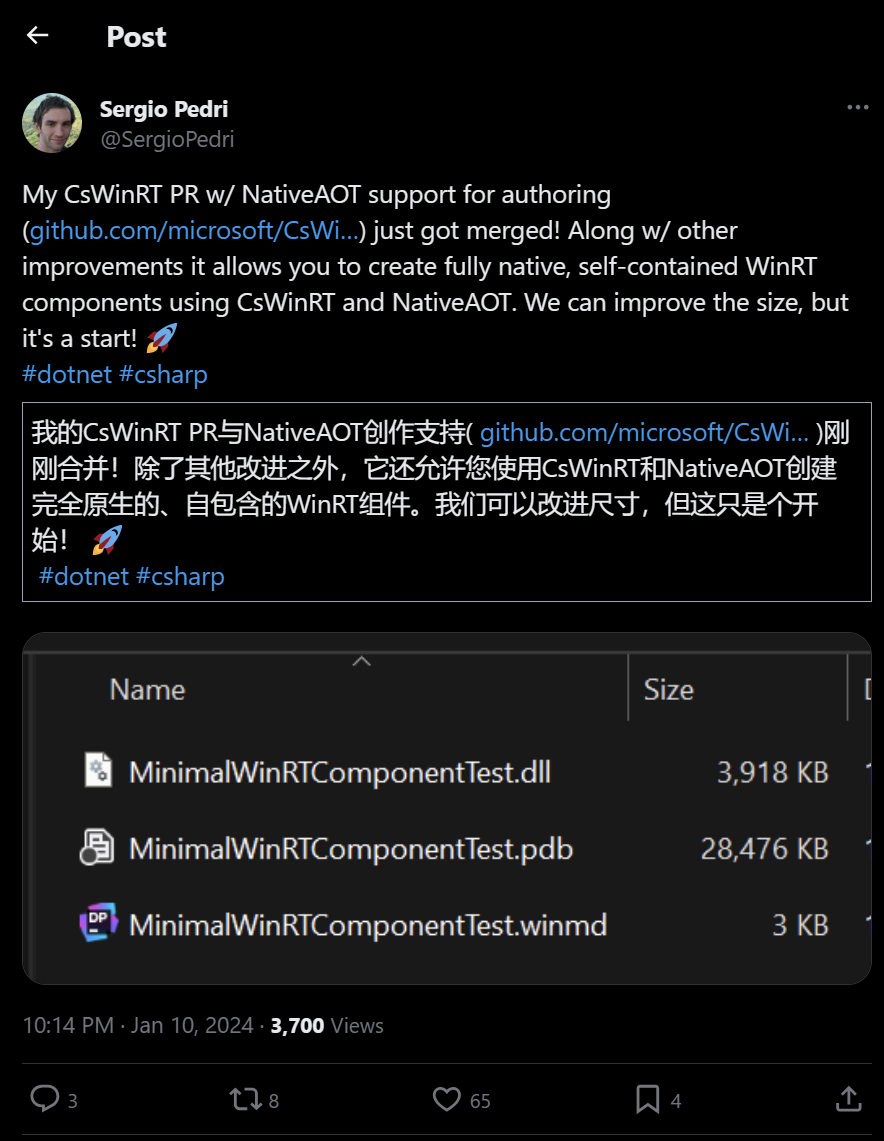 Post
Sergio Pedri
@SergioPedri
My CsWinRT PR w/ NativeAOT support for authoring
(github.com/microsoft/CsWi...) just got merged! Along w/ other
improvements it allows you to create fully native, self-contained WinRT
components using CsWinRT and NativeAOT. We can improve the size, but
it's a start! 🚀
#dotnet #csharp
我的CsWinRT PR与NativeAOT创作支持( github.com/microsoft/CsWi... )刚
刚合并！除了其他改进之外，它还允许您使用CsWinRT和NativeAOT创建
完全原生的、自包含的WinRT组件。我们可以改进尺寸，但这只是个开
始！ 🚀
#dotnet #csharp
Name Size
MinimalWinRTComponentTest.dll 3,918 KB
MinimalWinRTComponentTest.pdb 28,476 KB
DP MinimalWinRTComponentTest.winmd 3 KB
10:14 PM · Jan 10, 2024 · 3,700 Views
3 8 65 4